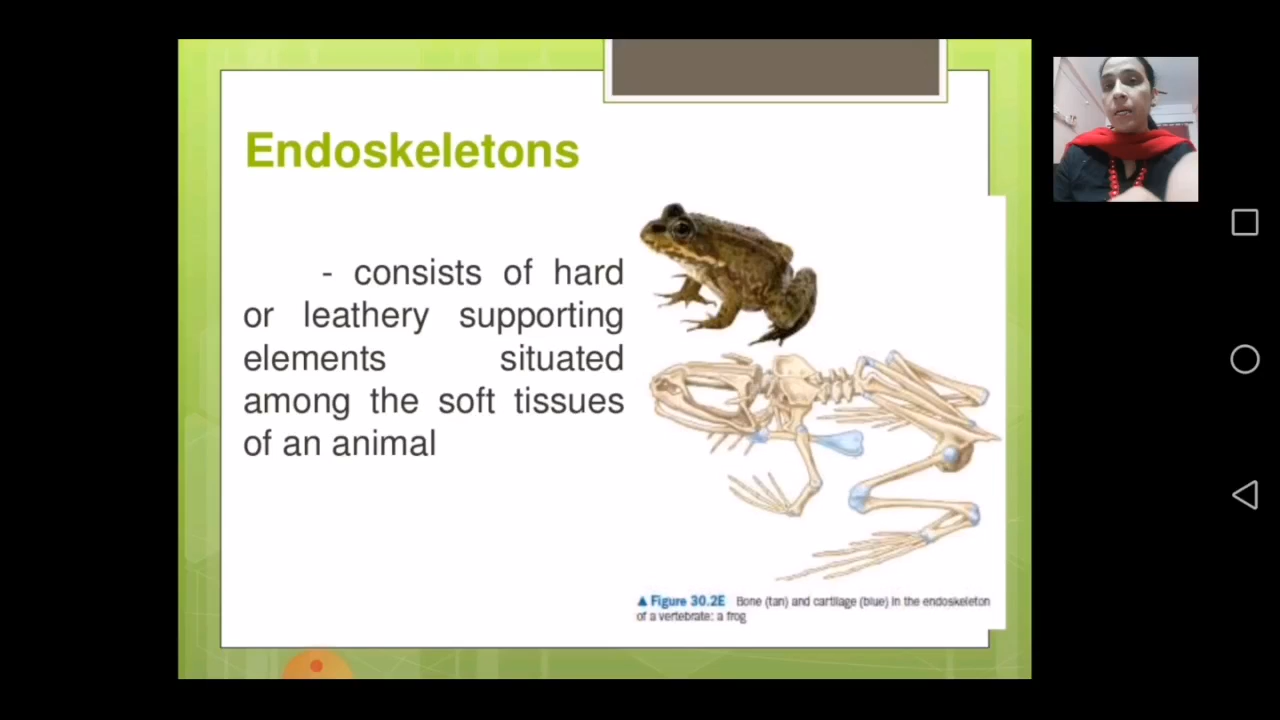 Endoskeletons
- consists of hard
or leathery supporting
elements situated
among the soft tissues
of an animal
▲ Figure 30.2E Bone (tan) and cartilage (blue) in the endoskeleton
of a vertebrate: a frog